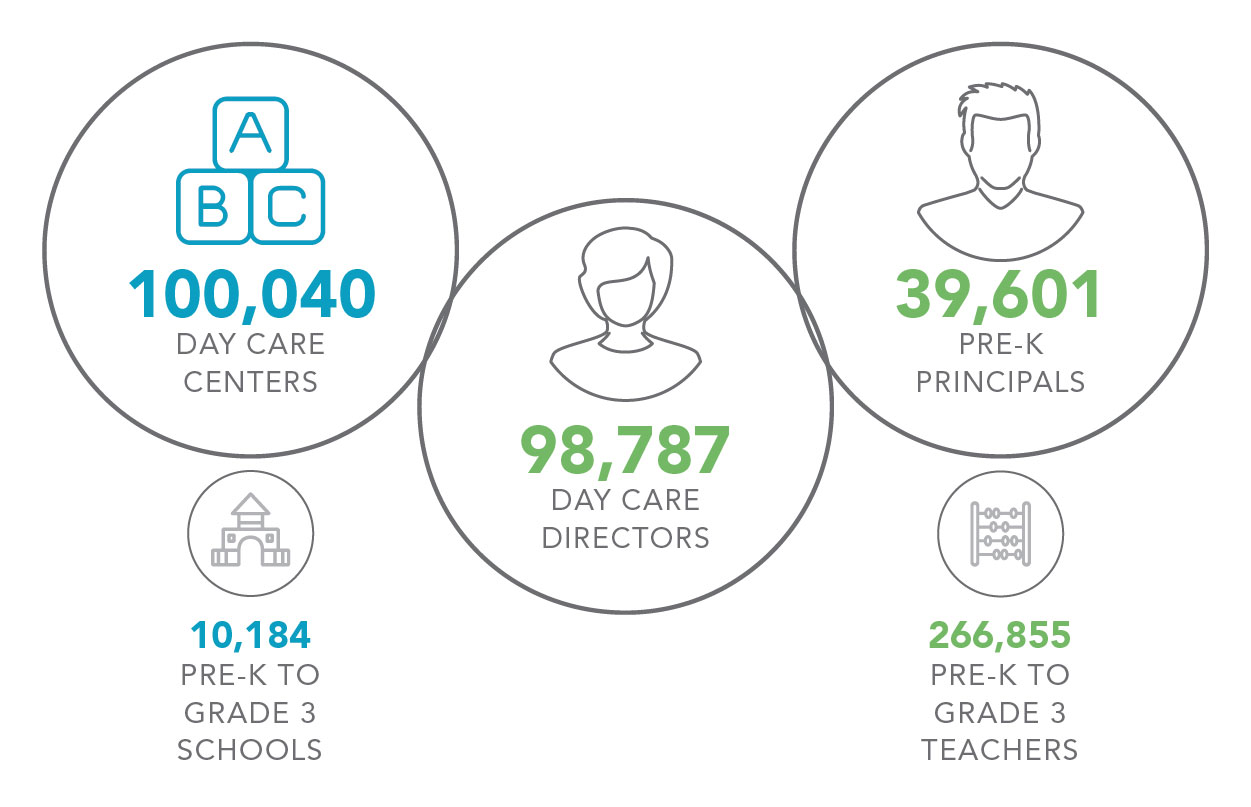 A
B C
100,040
DAY CARE
CENTERS
98,787
DAY CARE
DIRECTORS
39,601
PRE-K
PRINCIPALS
10,184
PRE-K TO
GRADE 3
SCHOOLS
266,855
PRE-K TO
GRADE 3
TEACHERS